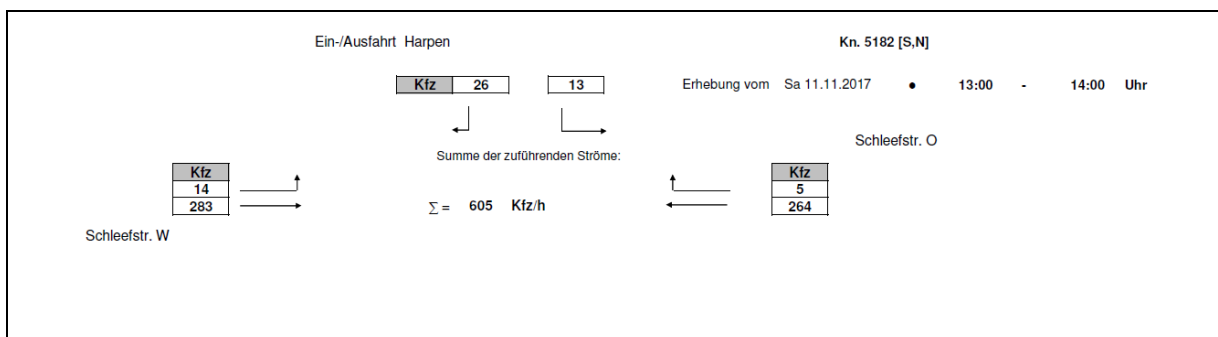 Ein-/Ausfahrt Harpen
Kn. 5182 [S,N]
Kfz 26 13
Erhebung vom Sa 11.11.2017 ● 13:00 - 14:00 Uhr
Schleefstr. O
Summe der zuführenden Ströme:
Kfz
14
283
∑ = 605 Kfz/h
Kfz
5
264
Schleefstr. W